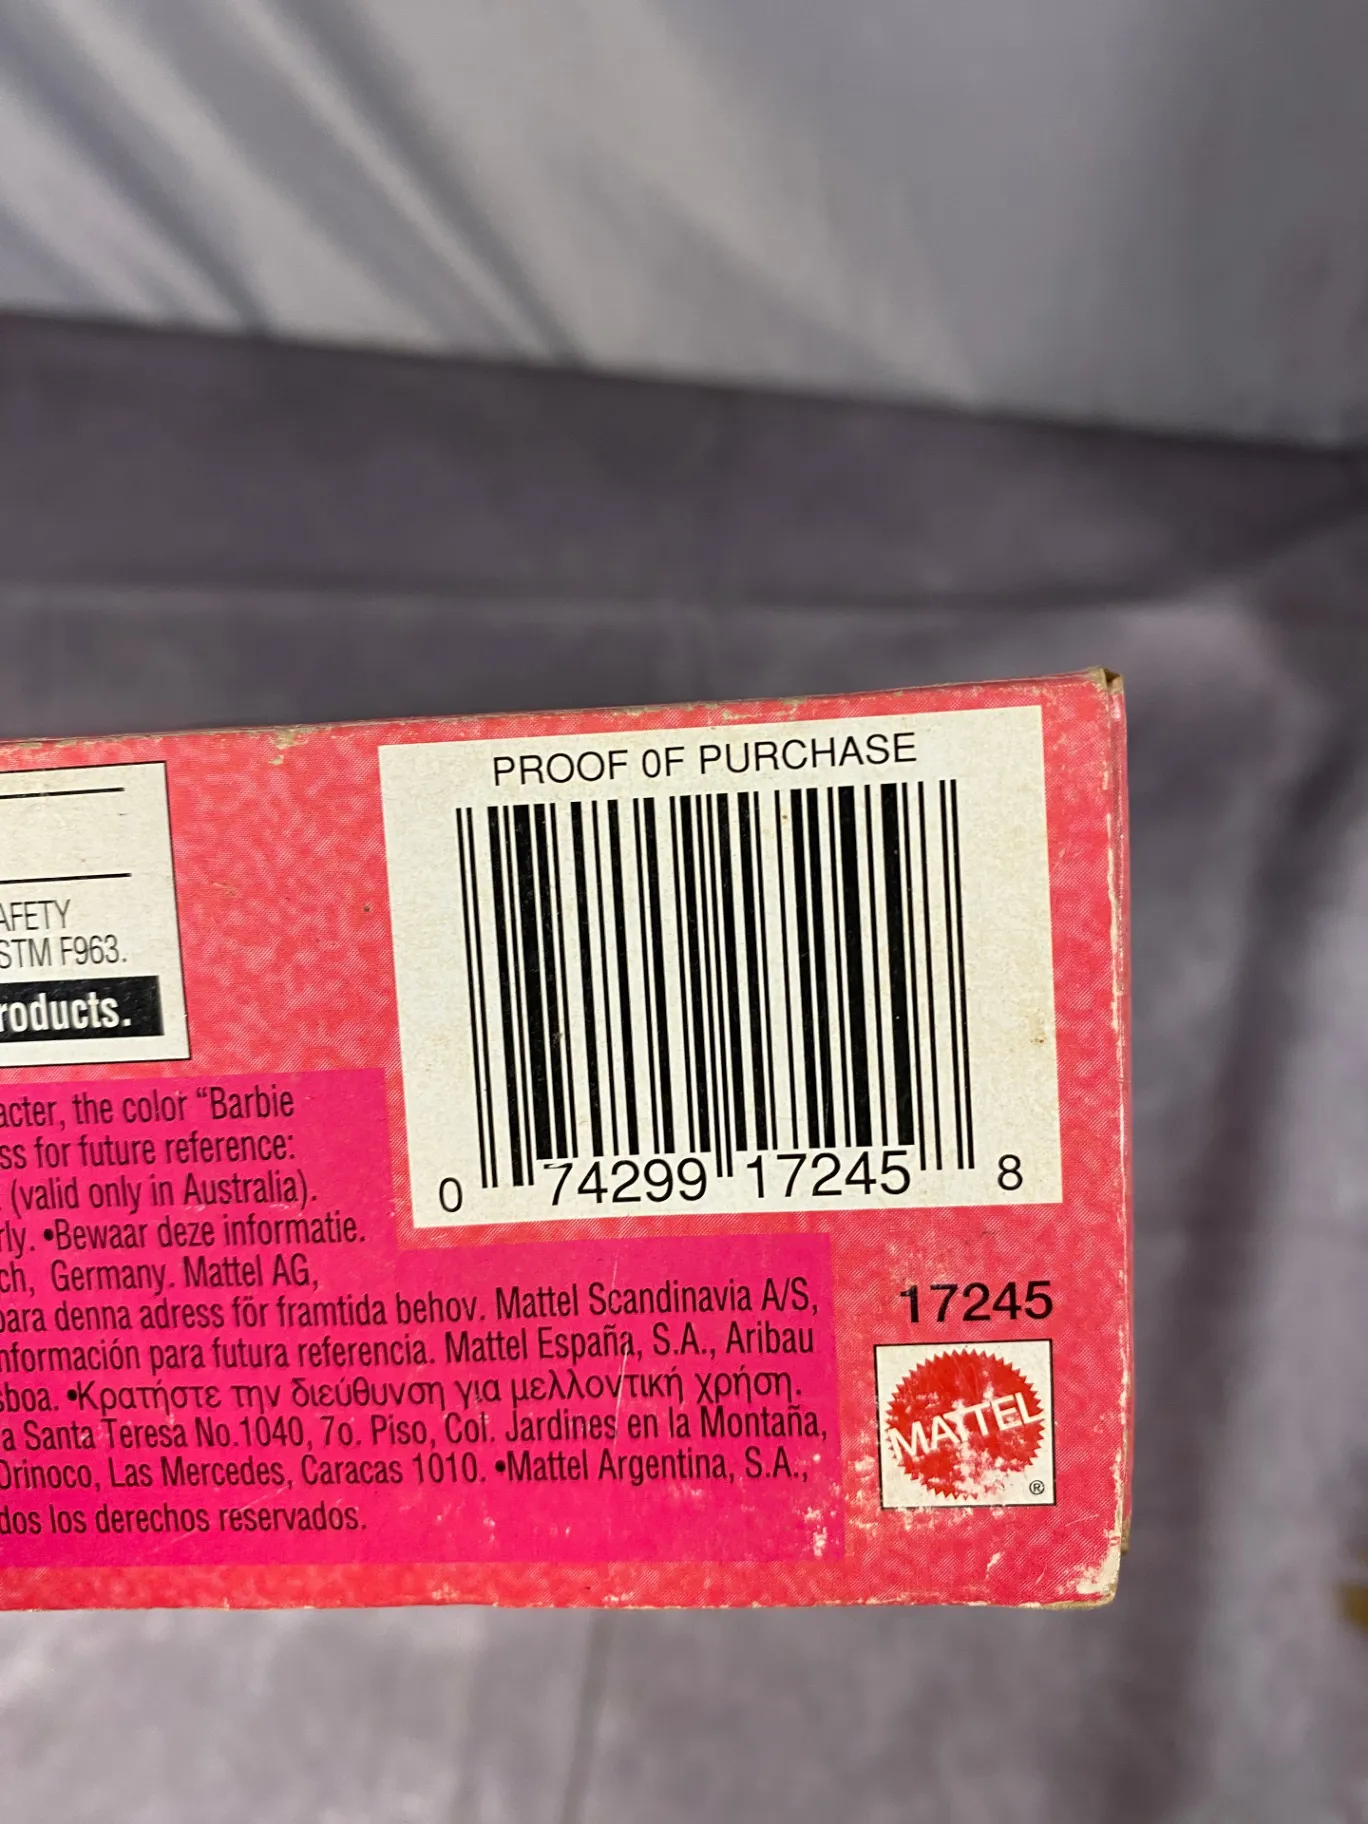 PROOF OF PURCHASE
0 74299 17245 8
AFETY
STM F963.
roducts.
acter, the color “Barbie
ss for future reference:
(valid only in Australia).
rly. •Bewaar deze informatie.
ch, Germany. Mattel AG,
para denna adress för framtida behov. Mattel Scandinavia A/S,
nformación para futura referencia. Mattel España, S.A., Aribau
sboa. •Κρατήστε την διεύθυνση για μελλοντική χρήση.
a Santa Teresa No.1040, 7o. Piso, Col. Jardines en la Montaña,
Orinoco, Las Mercedes, Caracas 1010. •Mattel Argentina, S.A.,
dos los derechos reservados.
17245
MATTEL
®